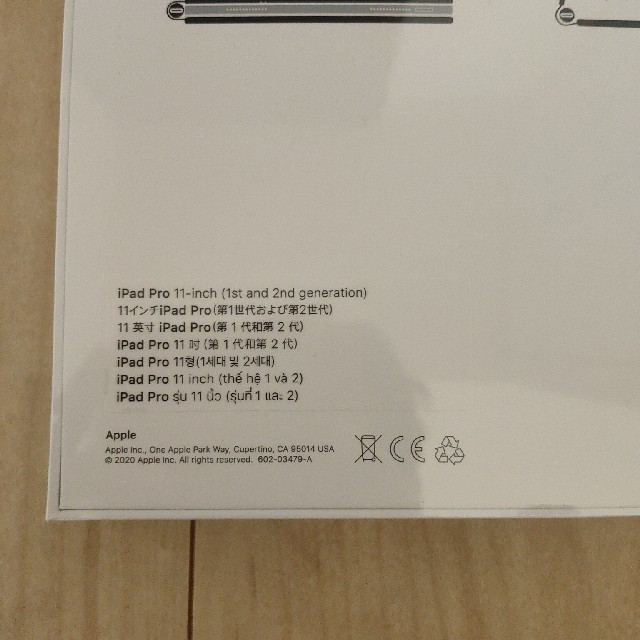 iPad Pro 11-inch (1st and 2nd generation)
11インチiPad Pro(第1世代および第2世代)
11 英寸 iPad Pro(第 1 代和第 2 代)
iPad Pro 11 吋 (第 1 代和第 2 代)
iPad Pro 11형(1세대 및 2세대)
iPad Pro 11 inch (thế hệ 1 và 2)
iPad Pro รุ่น 11 นิ้ว (รุ่นที่ 1 และ 2)
Apple
Apple Inc., One Apple Park Way, Cupertino, CA 95014 USA
© 2020 Apple Inc. All rights reserved. 602-03479-A
CE